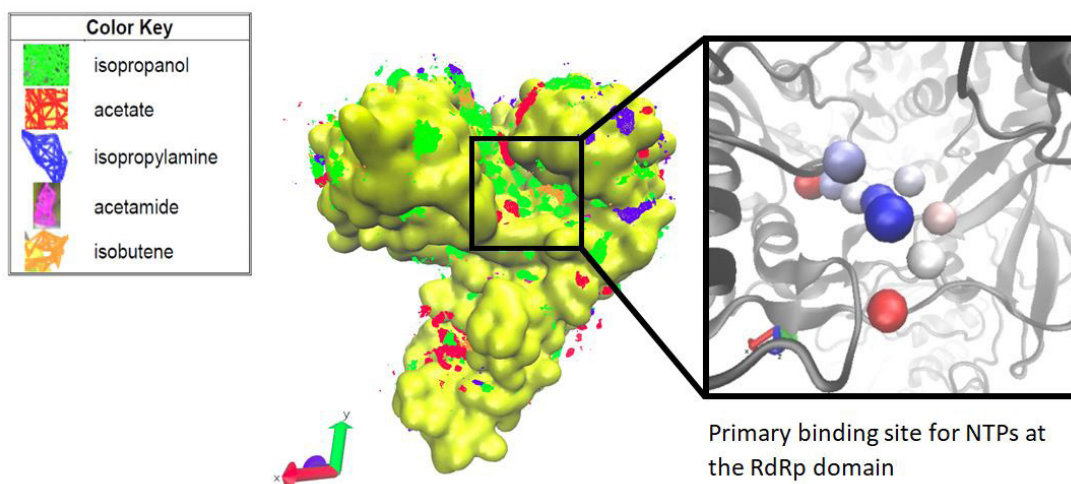 Color Key
isopropanol
acetate
isopropylamine
acetamide
isobutene
y
x
Primary binding site for NTPs at
the RdRp domain